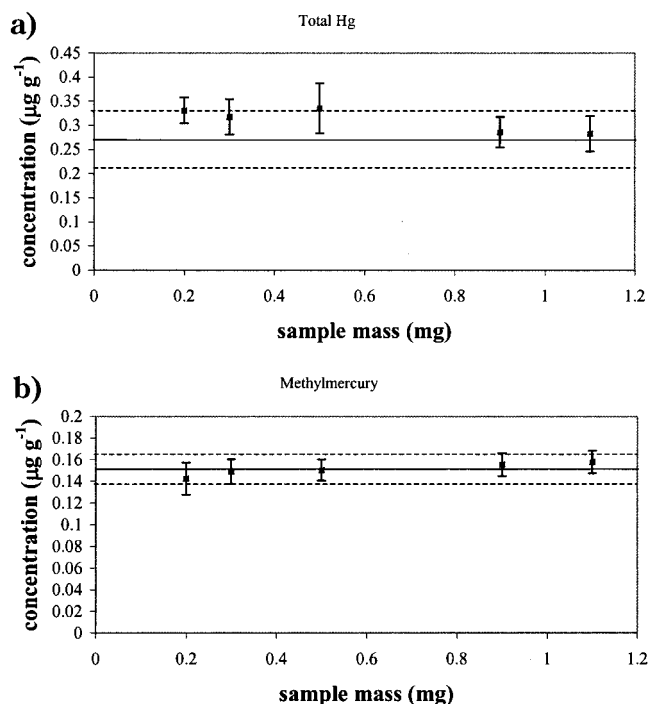 a)
Total Hg
concentration (µg g⁻¹)
0.45
0.4
0.35
0.3
0.25
0.2
0.15
0.1
0.05
0
0 0.2 0.4 0.6 0.8 1 1.2
sample mass (mg)
b)
Methylmercury
concentration (µg g⁻¹)
0.2
0.18
0.16
0.14
0.12
0.1
0.08
0.06
0.04
0.02
0
0 0.2 0.4 0.6 0.8 1 1.2
sample mass (mg)